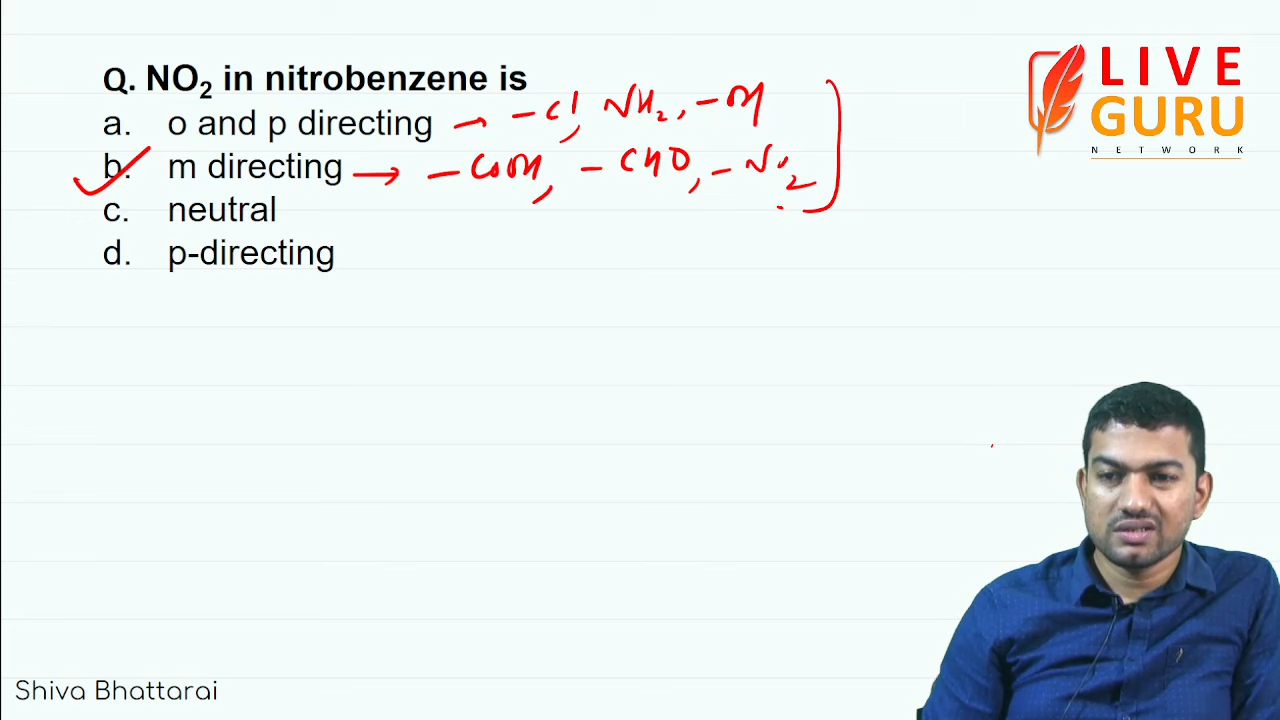 Q. NO₂ in nitrobenzene is
a. o and p directing → -Cl, NH₂, -OH
b. m directing → -COOH, -CHO, -NO₂
c. neutral
d. p-directing
LIVE
GURU
NETWORK
Shiva Bhattarai